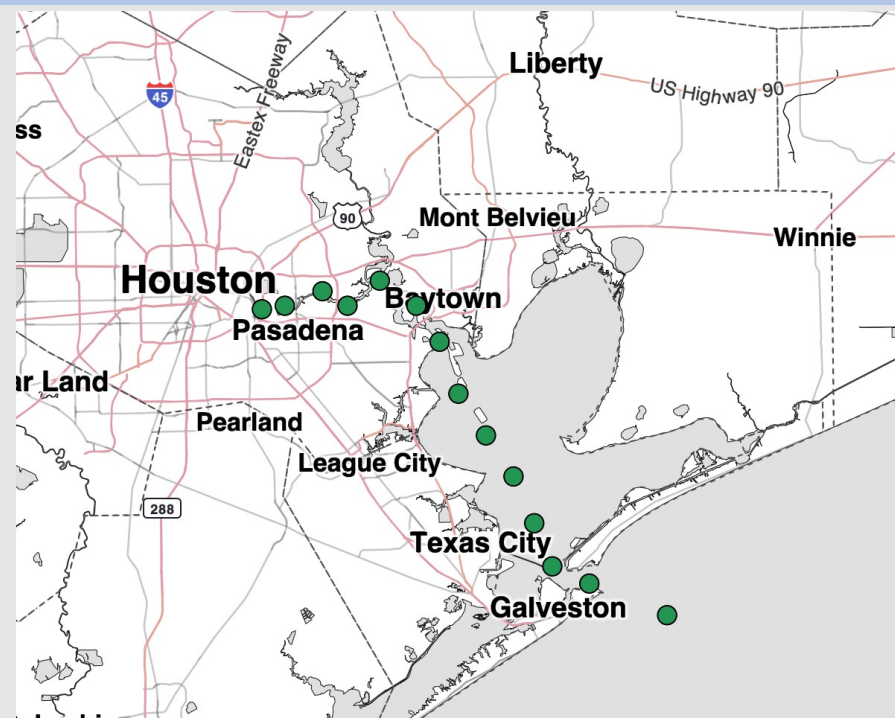 Liberty
US Highway 90
45
Eastex Freeway
ss
90
Mont Belvieu
Winnie
Houston
Baytown
Pasadena
ar Land
Pearland
League City
288
Texas City
Galveston